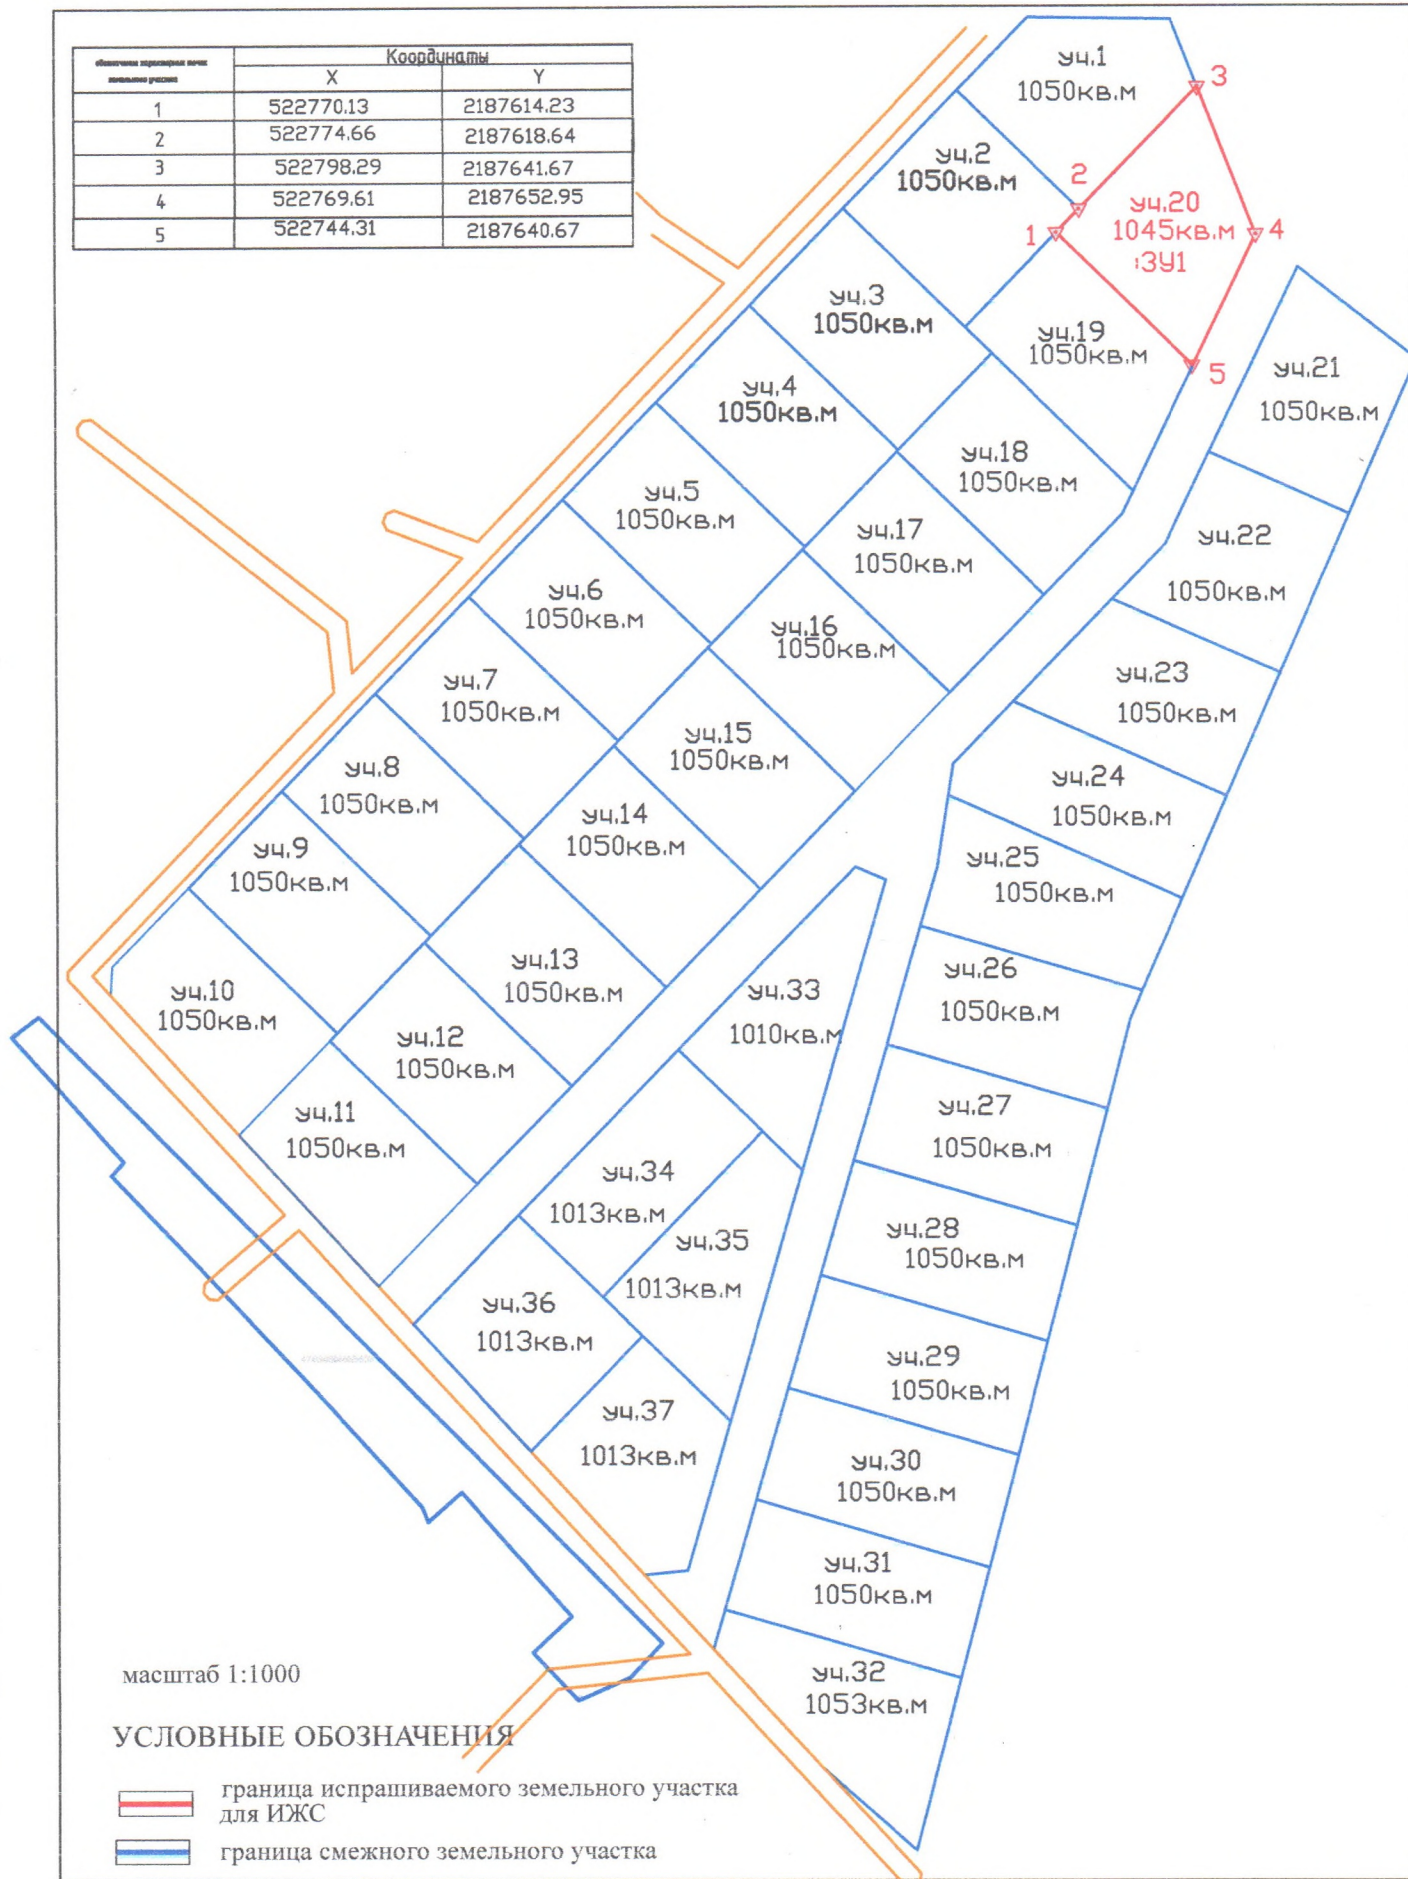 обозначение характерных точек
земельного участка
Координаты
X Y
1 522770.13 2187614.23
2 522774.66 2187618.64
3 522798.29 2187641.67
4 522769.61 2187652.95
5 522744.31 2187640.67
уч.1
1050кв.м
3
уч.2
1050кв.м
2
уч.20
1045кв.м
:ЗУ1
1
4
уч.3
1050кв.м
уч.19
1050кв.м
5
уч.21
1050кв.м
уч.4
1050кв.м
уч.18
1050кв.м
уч.5
1050кв.м
уч.17
1050кв.м
уч.22
1050кв.м
уч.6
1050кв.м
уч.16
1050кв.м
уч.7
1050кв.м
уч.23
1050кв.м
уч.15
1050кв.м
уч.8
1050кв.м
уч.24
1050кв.м
уч.14
1050кв.м
уч.9
1050кв.м
уч.25
1050кв.м
уч.13
1050кв.м
уч.26
1050кв.м
уч.10
1050кв.м
уч.33
1010кв.м
уч.12
1050кв.м
уч.11
1050кв.м
уч.27
1050кв.м
уч.34
1013кв.м
уч.28
1050кв.м
уч.35
1013кв.м
уч.36
1013кв.м
уч.29
1050кв.м
уч.37
1013кв.м
уч.30
1050кв.м
уч.31
1050кв.м
уч.32
1053кв.м
масштаб 1:1000
УСЛОВНЫЕ ОБОЗНАЧЕНИЯ
граница испрашиваемого земельного участка
для ИЖС
граница смежного земельного участка